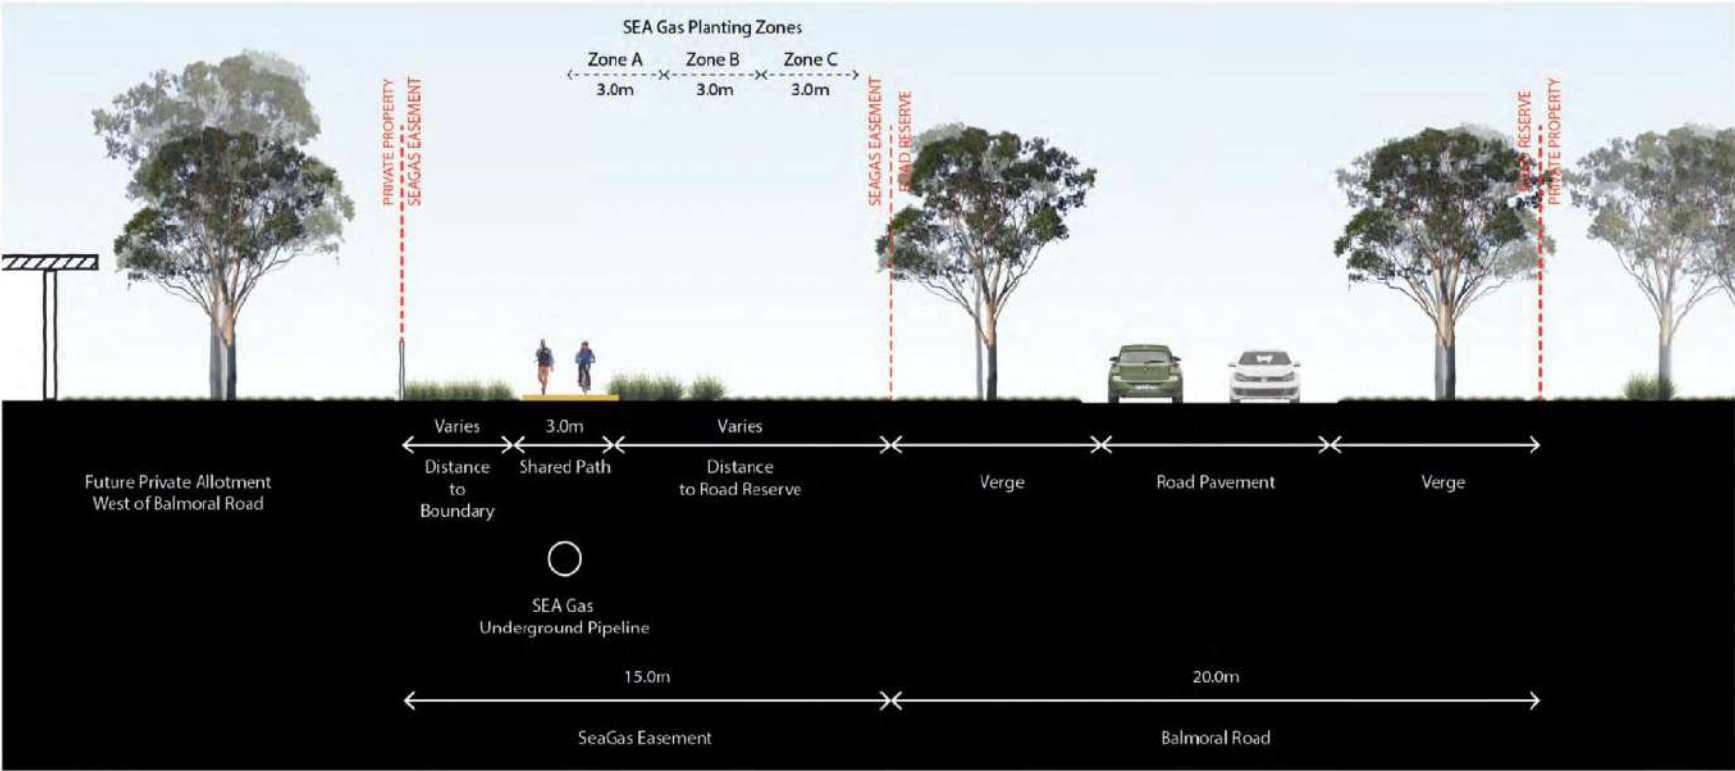 SEA Gas Planting Zones
Zone A
Zone B
Zone C
3.0m
3.0m
3.0m
PRIVATE PROPERTY
SEAGAS EASEMENT
SEAGAS EASEMENT
ROAD RESERVE
ROAD RESERVE
PRIVATE PROPERTY
Varies
3.0m
Varies
Distance
to
Boundary
Shared Path
Distance
to Road Reserve
Verge
Road Pavement
Verge
Future Private Allotment
West of Balmoral Road
SEA Gas
Underground Pipeline
15.0m
20.0m
SeaGas Easement
Balmoral Road